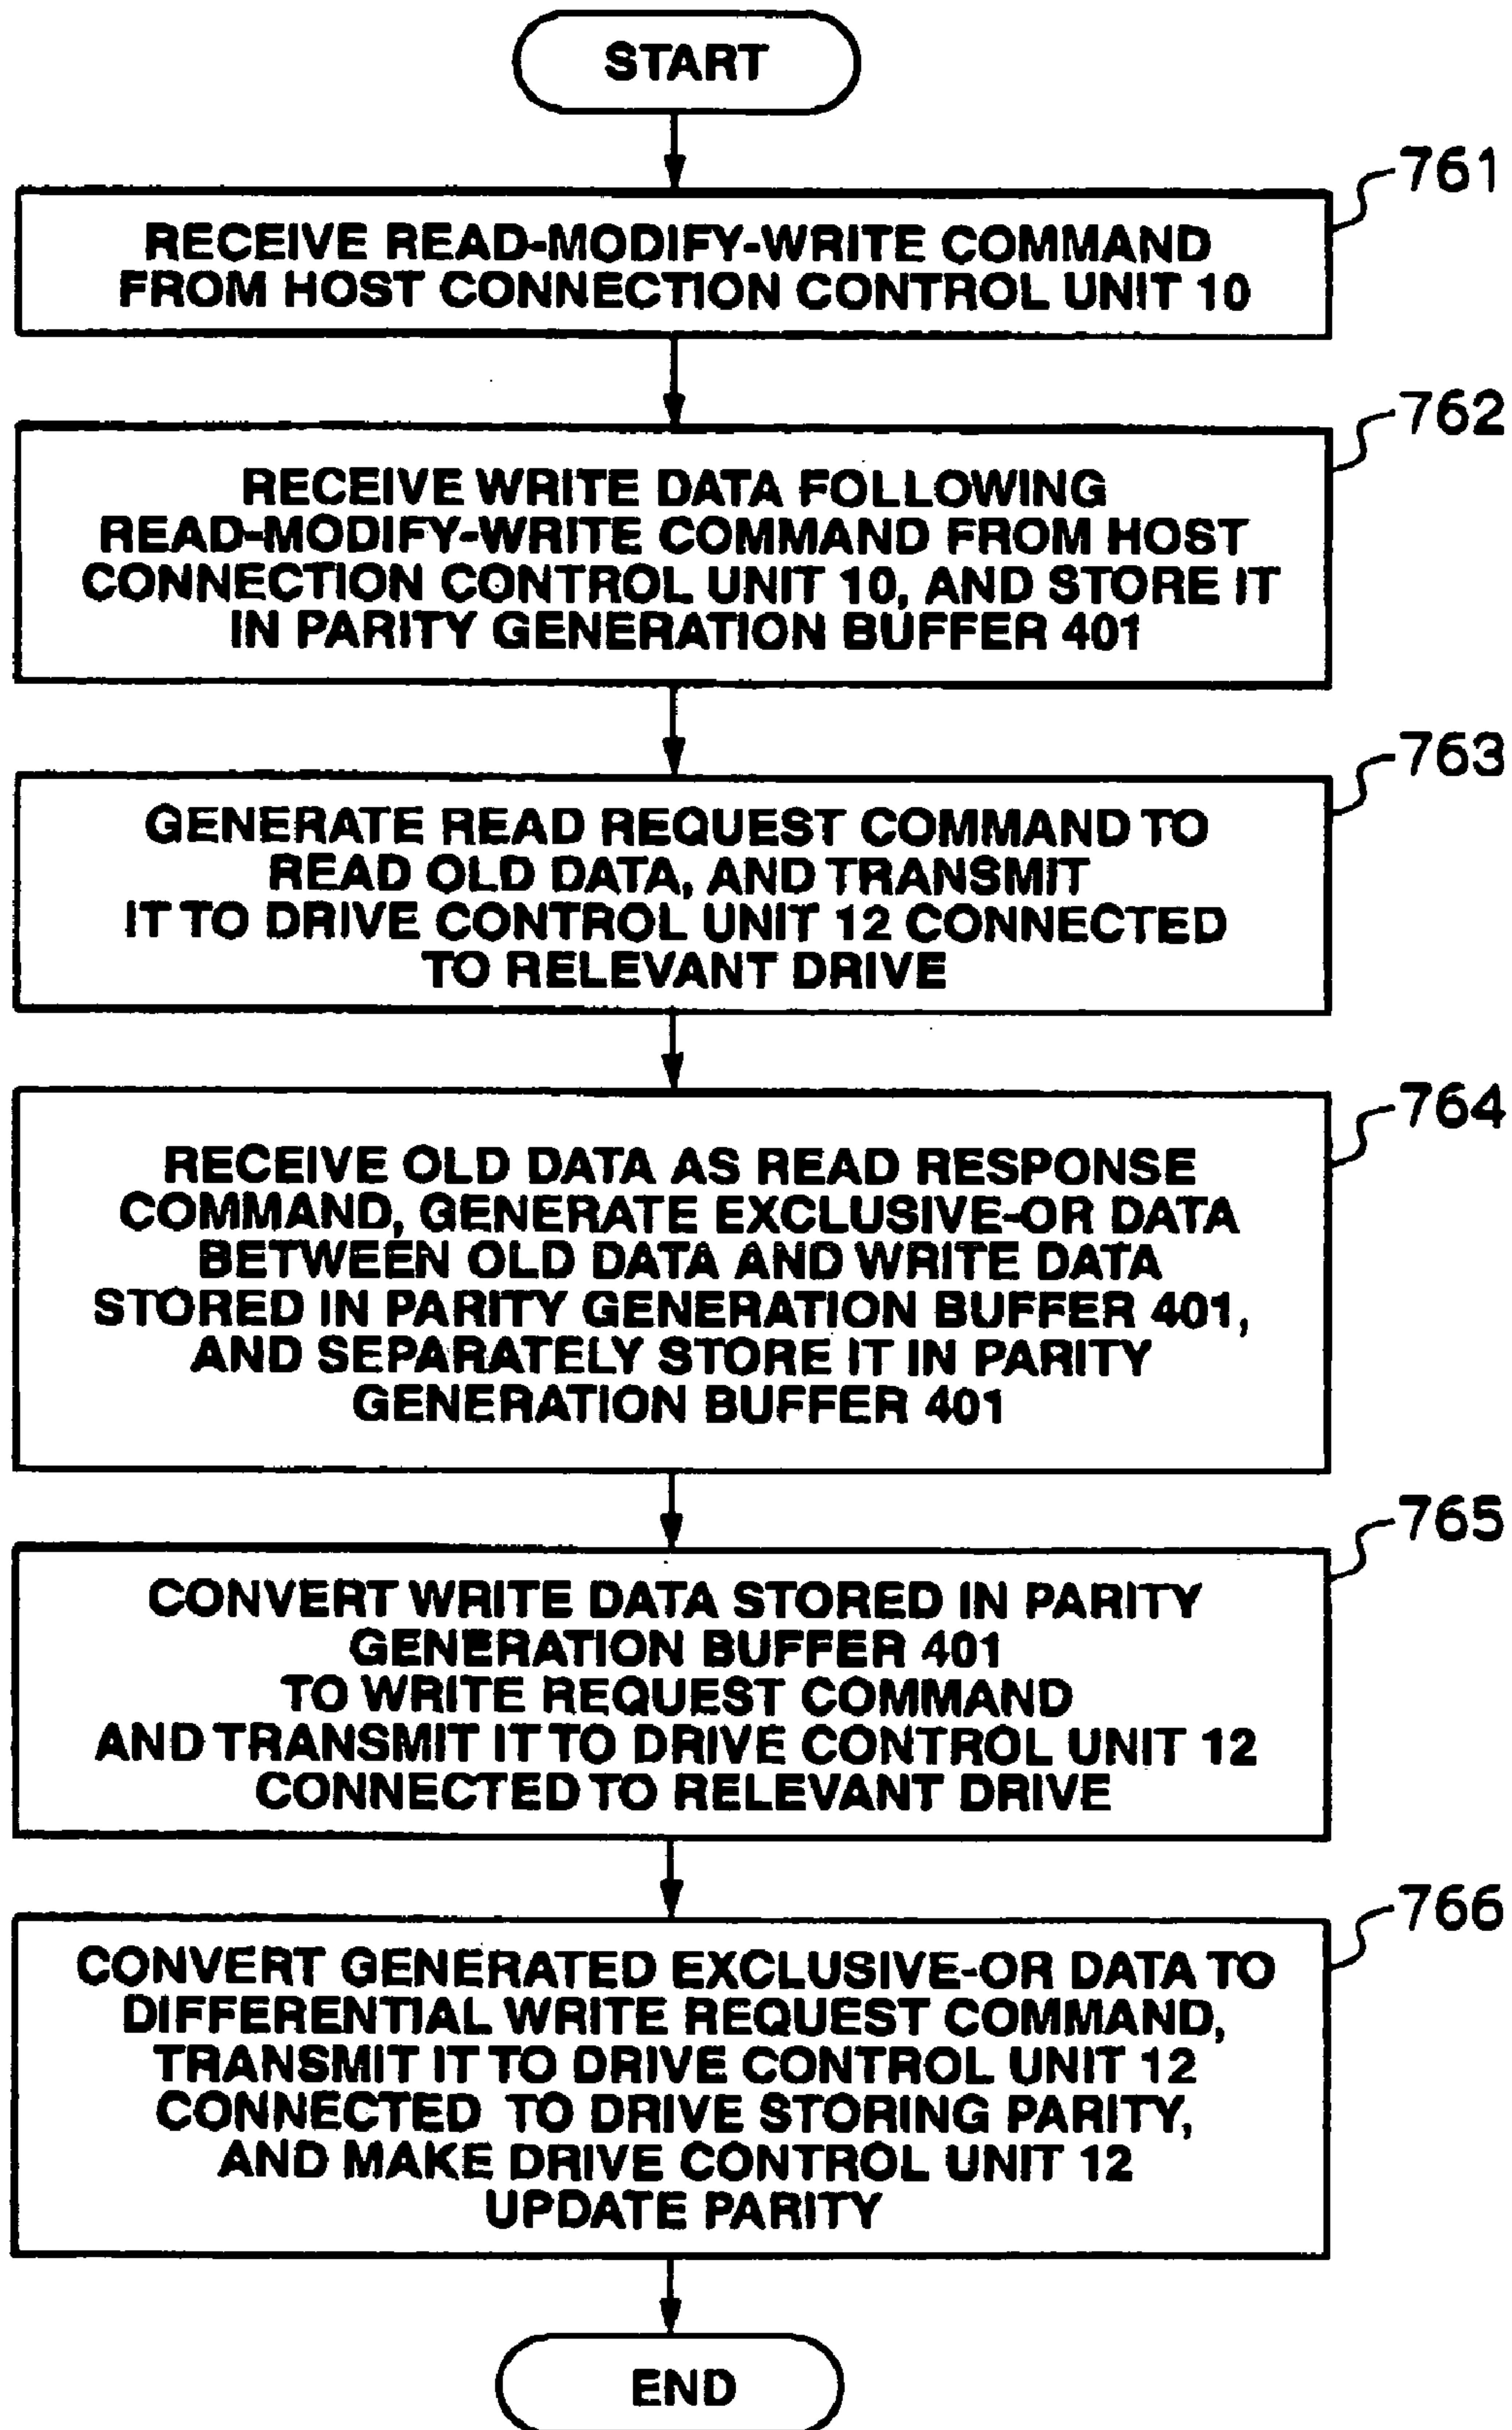 START
761
RECEIVE READ-MODIFY-WRITE COMMAND
FROM HOST CONNECTION CONTROL UNIT 10
762
RECEIVE WRITE DATA FOLLOWING
READ-MODIFY-WRITE COMMAND FROM HOST
CONNECTION CONTROL UNIT 10, AND STORE IT
IN PARITY GENERATION BUFFER 401
763
GENERATE READ REQUEST COMMAND TO
READ OLD DATA, AND TRANSMIT
IT TO DRIVE CONTROL UNIT 12 CONNECTED
TO RELEVANT DRIVE
764
RECEIVE OLD DATA AS READ RESPONSE
COMMAND, GENERATE EXCLUSIVE-OR DATA
BETWEEN OLD DATA AND WRITE DATA
STORED IN PARITY GENERATION BUFFER 401,
AND SEPARATELY STORE IT IN PARITY
GENERATION BUFFER 401
765
CONVERT WRITE DATA STORED IN PARITY
GENERATION BUFFER 401
TO WRITE REQUEST COMMAND
AND TRANSMIT IT TO DRIVE CONTROL UNIT 12
CONNECTED TO RELEVANT DRIVE
766
CONVERT GENERATED EXCLUSIVE-OR DATA TO
DIFFERENTIAL WRITE REQUEST COMMAND,
TRANSMIT IT TO DRIVE CONTROL UNIT 12
CONNECTED TO DRIVE STORING PARITY,
AND MAKE DRIVE CONTROL UNIT 12
UPDATE PARITY
END